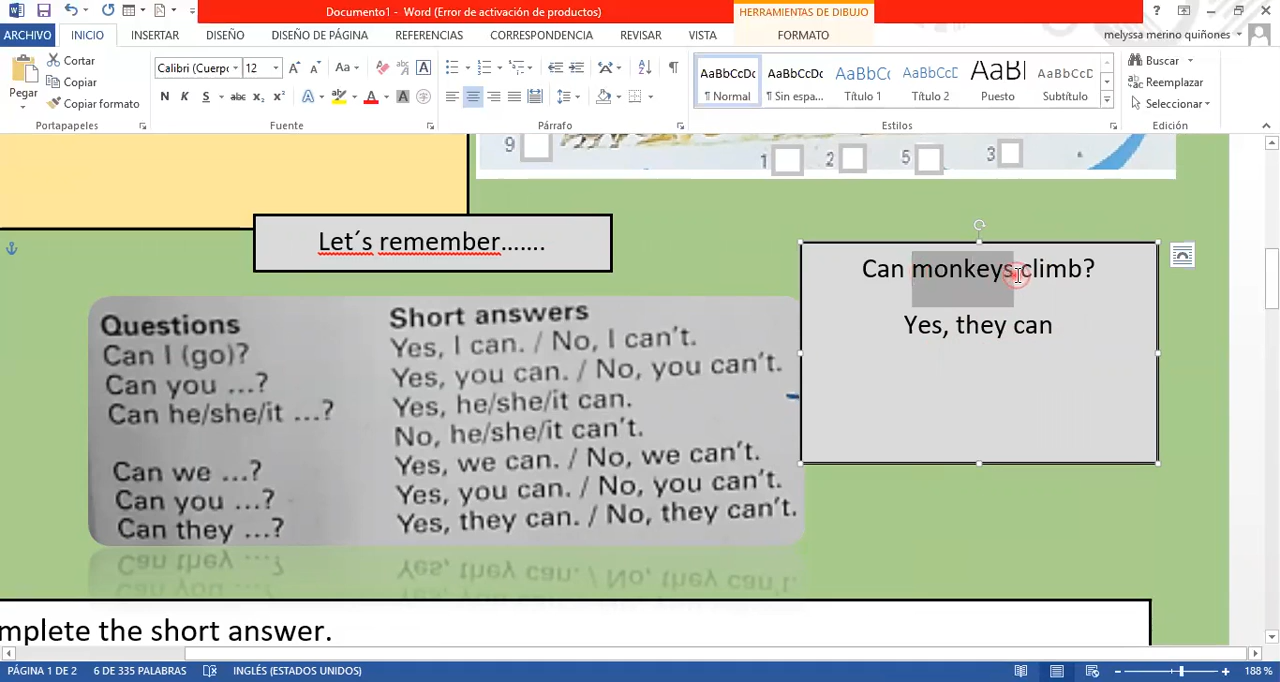 Documento1 - Word (Error de activación de productos)
HERRAMIENTAS DE DIBUJO
ARCHIVO INICIO INSERTAR DISEÑO DISEÑO DE PÁGINA REFERENCIAS CORRESPONDENCIA REVISAR VISTA FORMATO melyssa merino quiñones
Pegar
Cortar
Copiar
Copiar formato
Portapapeles
Calibri (Cuerpo 12
Fuente
Párrafo
AaBbCcDc AaBbCcDc AaBbCc AaBbCcD AaBI AaBbCcD
¶ Normal ¶ Sin espa... Título 1 Título 2 Puesto Subtítulo
Estilos
Buscar
Reemplazar
Seleccionar
Edición
9 1 2 5 3
Let´s remember.......
Can monkeys climb?
Yes, they can
Questions Short answers
Can I (go)? Yes, I can. / No, I can't.
Can you ...? Yes, you can. / No, you can't.
Can he/she/it ...? Yes, he/she/it can.
No, he/she/it can't.
Can we ...? Yes, we can. / No, we can't.
Can you ...? Yes, you can. / No, you can't.
Can they ...? Yes, they can. / No, they can't.
mplete the short answer.
PÁGINA 1 DE 2 6 DE 335 PALABRAS INGLÉS (ESTADOS UNIDOS) 188 %